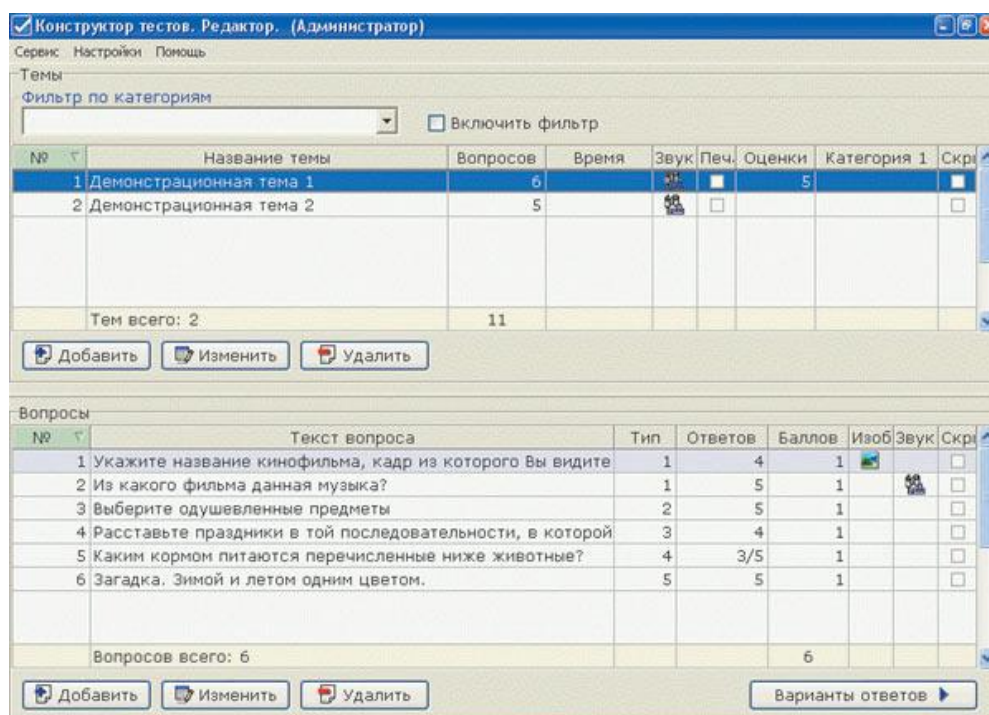 Конструктор тестов. Редактор. (Администратор)
Сервис Настройки Помощь
Темы
Фильтр по категориям
Включить фильтр
№ Название темы Вопросов Время Звук Печ. Оценки Категория 1 Скры
1 Демонстрационная тема 1 6 5
2 Демонстрационная тема 2 5
Тем всего: 2 11
Добавить Изменить Удалить
Вопросы
№ Текст вопроса Тип Ответов Баллов Изоб Звук Скры
1 Укажите название кинофильма, кадр из которого Вы видите 1 4 1
2 Из какого фильма данная музыка? 1 5 1
3 Выберите одушевленные предметы 2 5 1
4 Расставьте праздники в той последовательности, в которой 3 4 1
5 Каким кормом питаются перечисленные ниже животные? 4 3/5 1
6 Загадка. Зимой и летом одним цветом. 5 5 1
Вопросов всего: 6 6
Добавить Изменить Удалить Варианты ответов